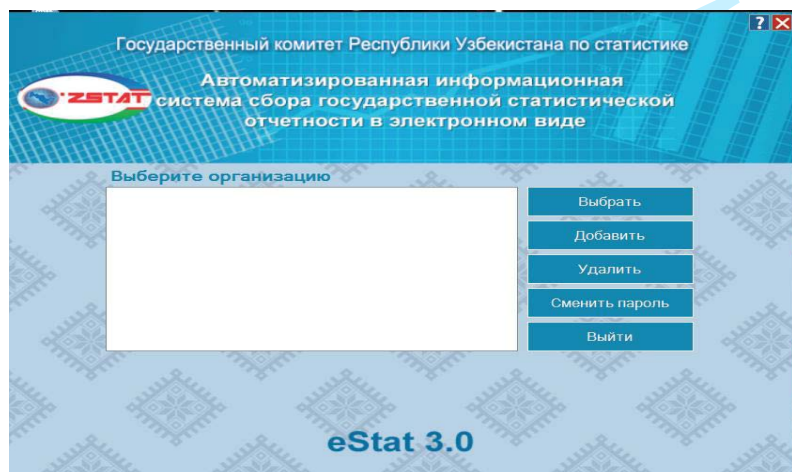 Государственный комитет Республики Узбекистана по статистике
Автоматизированная информационная
система сбора государственной статистической
отчетности в электронном виде
ZSTAT
Выберите организацию
Выбрать
Добавить
Удалить
Сменить пароль
Выйти
eStat 3.0